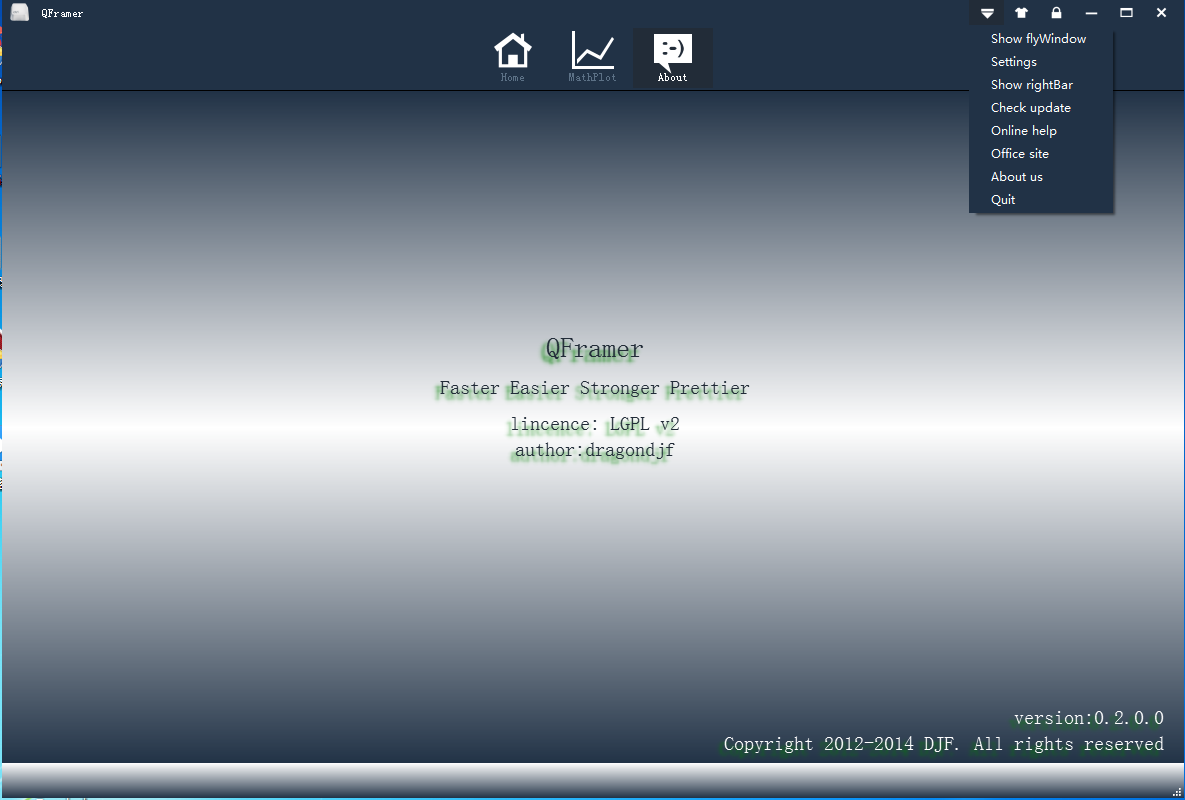 QFramer
Home
MathPlot
:-)
About
Show flyWindow
Settings
Show rightBar
Check update
Online help
Office site
About us
Quit
QFramer
Faster Easier Stronger Prettier
lincence: LGPL v2
author:dragondjf
version:0.2.0.0
Copyright 2012-2014 DJF. All rights reserved